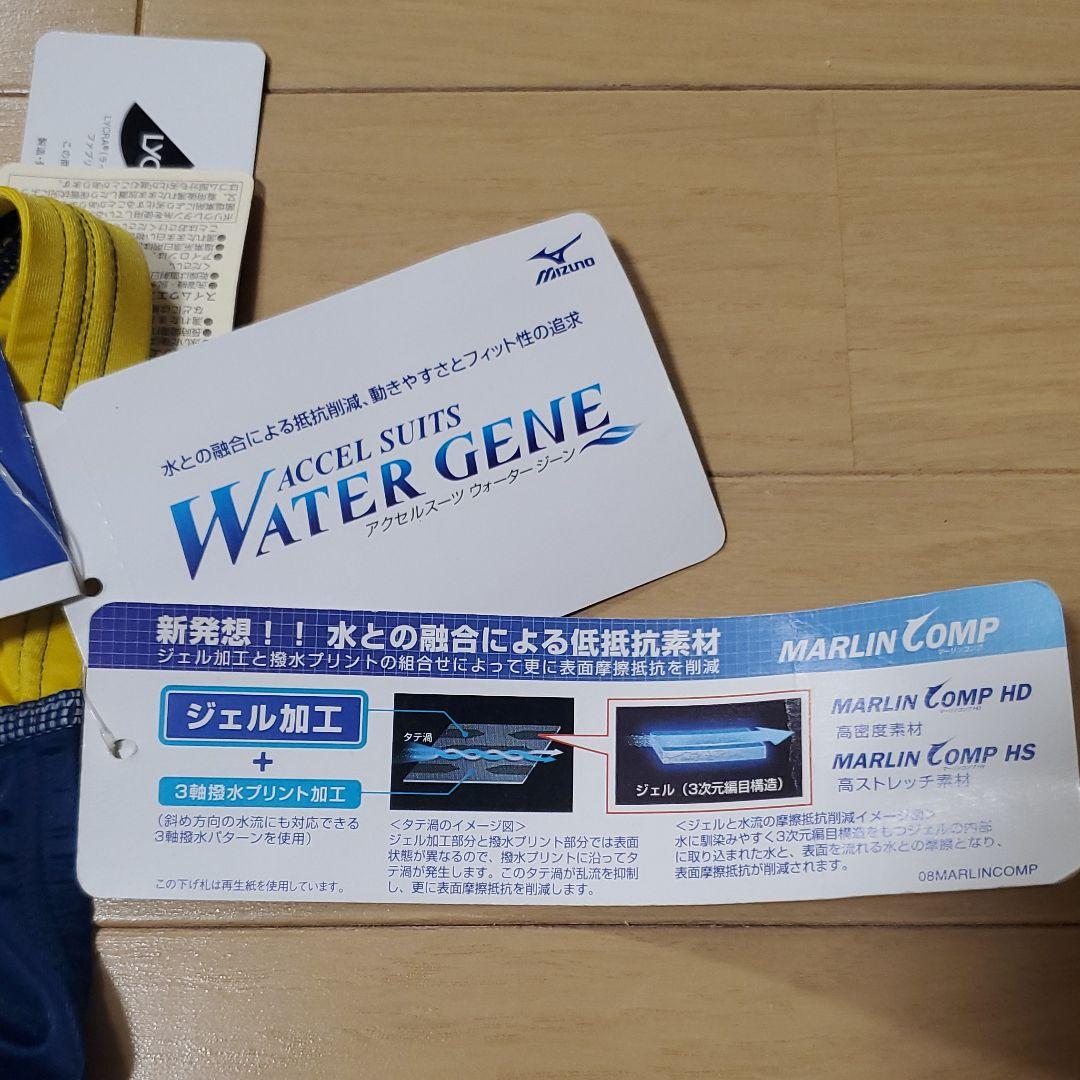 LYCRA®
MIZUNO
水との融合による抵抗削減、動きやすさとフィット性の追求
ACCEL SUITS
WATER GENE
アクセルスーツ ウォータージーン
新発想!! 水との融合による低抵抗素材
ジェル加工と撥水プリントの組合せによって更に表面摩擦抵抗を削減
MARLIN COMP
マーリンコンプ
ジェル加工
+
3軸撥水プリント加工
(斜め方向の水流にも対応できる
3軸撥水パターンを使用)
この下げ札は再生紙を使用しています。
タテ渦
<タテ渦のイメージ図>
ジェル加工部分と撥水プリント部分では表面
状態が異なるので、撥水プリントに沿ってタ
テ渦が発生します。このタテ渦が乱流を抑制
し、更に表面摩擦抵抗を削減します。
ジェル(3次元編目構造)
<ジェルと水流の摩擦抵抗削減イメージ図>
水に馴染みやすく3次元編目構造をもつジェルの内部
に取り込まれた水と、表面を流れる水との摩擦となり、
表面摩擦抵抗が削減されます。
MARLIN COMP HD
高密度素材
MARLIN COMP HS
高ストレッチ素材
08MARLINCOMP